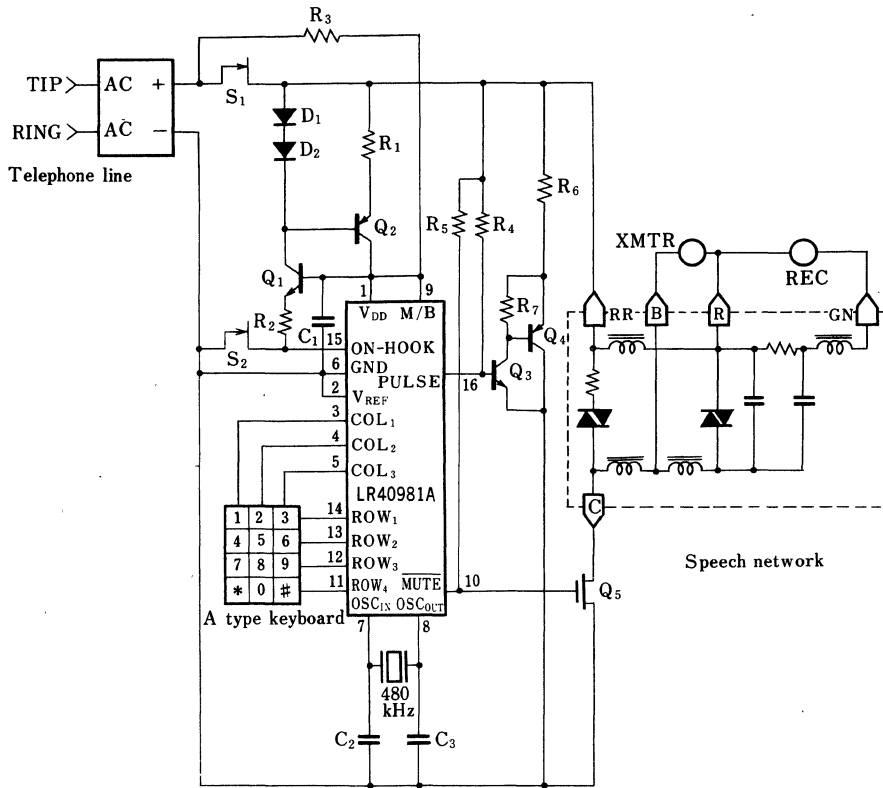 R3
TIP AC +
S1
RING AC −
Telephone line
D1
D2
R1
R6
R5 R4
Q2
Q1
XMTR
REC
1 9
VDD M/B
R7
RR B R GN
R2 C1
15 ON-HOOK
S2
6 GND
PULSE 16
Q3
Q4
2 VREF
3 COL1
4 COL2
5 COL3
LR40981A
1 2 3 14 ROW1
4 5 6 13 ROW2
7 8 9 12 ROW3
* 0 # 11 ROW4
MUTE 10
A type keyboard
OSCIN OSCOUT
7 8
C
Speech network
Q5
480
kHz
C2 C3